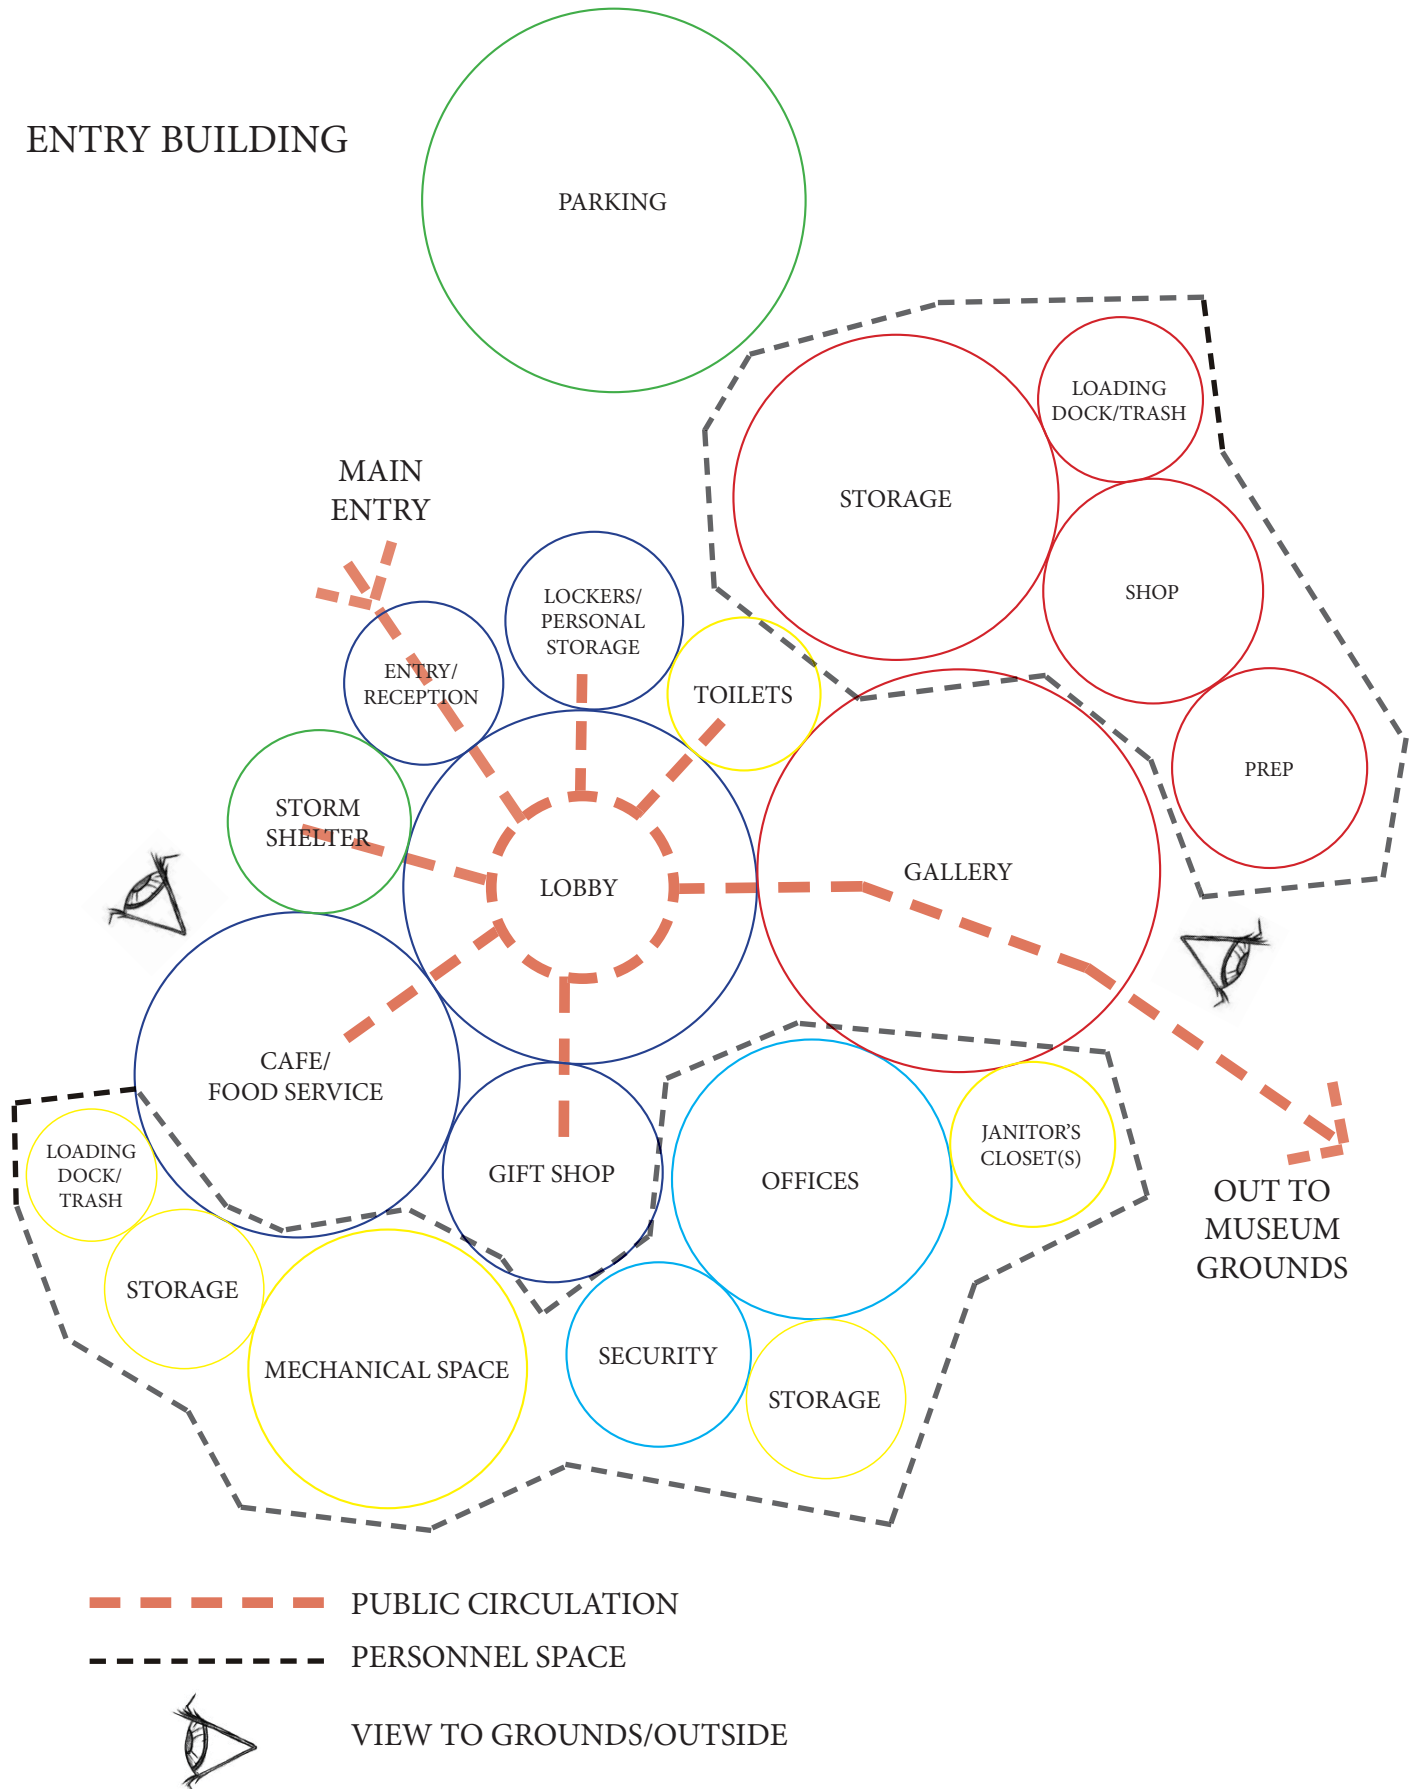 ENTRY BUILDING
PARKING
MAIN
ENTRY
LOADING
DOCK/TRASH
STORAGE
SHOP
PREP
LOCKERS/
PERSONAL
STORAGE
ENTRY/
RECEPTION
TOILETS
STORM
SHELTER
LOBBY
GALLERY
CAFE/
FOOD SERVICE
GIFT SHOP
OFFICES
JANITOR'S
CLOSET(S)
OUT TO
MUSEUM
GROUNDS
LOADING
DOCK/
TRASH
STORAGE
MECHANICAL SPACE
SECURITY
STORAGE
PUBLIC CIRCULATION
PERSONNEL SPACE
VIEW TO GROUNDS/OUTSIDE